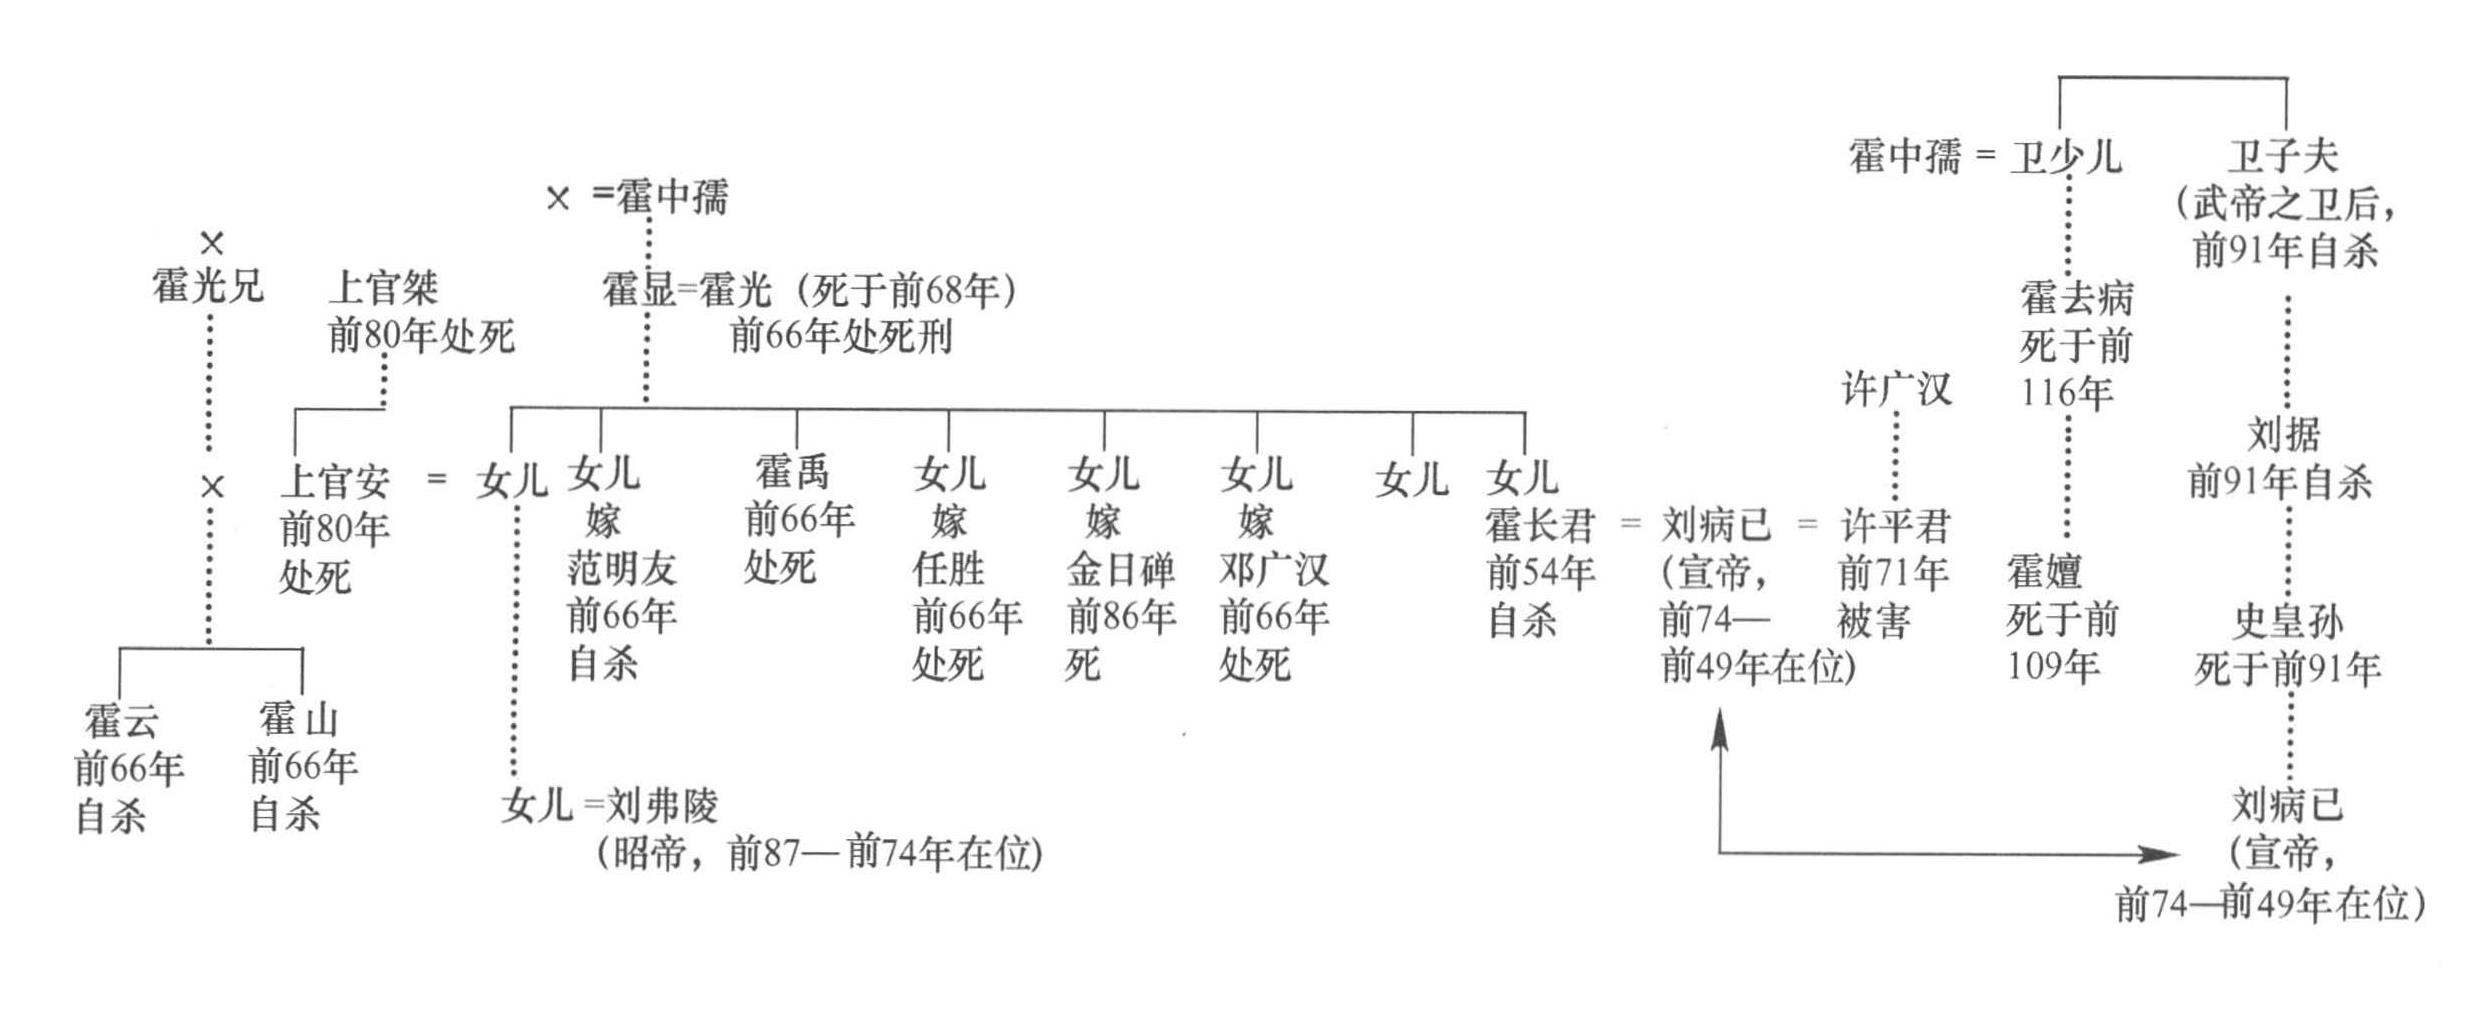 霍中孺 = 卫少儿
卫子夫
(武帝之卫后，
前91年自杀
× =霍中孺
×
霍光兄
上官桀
前80年处死
霍显=霍光（死于前68年）
前66年处死刑
霍去病
死于前
116年
许广汉
刘据
前91年自杀
×
上官安 = 女儿
前80年
处死
女儿
嫁
范明友
前66年
自杀
霍禹
前66年
处死
女儿
嫁
任胜
前66年
处死
女儿
嫁
金日磾
前86年
死
女儿
嫁
邓广汉
前66年
处死
女儿
女儿
霍长君 = 刘病已 = 许平君
前54年
自杀
(宣帝，
前74—
前49年在位)
前71年
被害
霍嬗
死于前
109年
史皇孙
死于前91年
霍云
前66年
自杀
霍山
前66年
自杀
女儿=刘弗陵
(昭帝，前87—前74年在位)
刘病已
(宣帝，
前74—前49年在位)